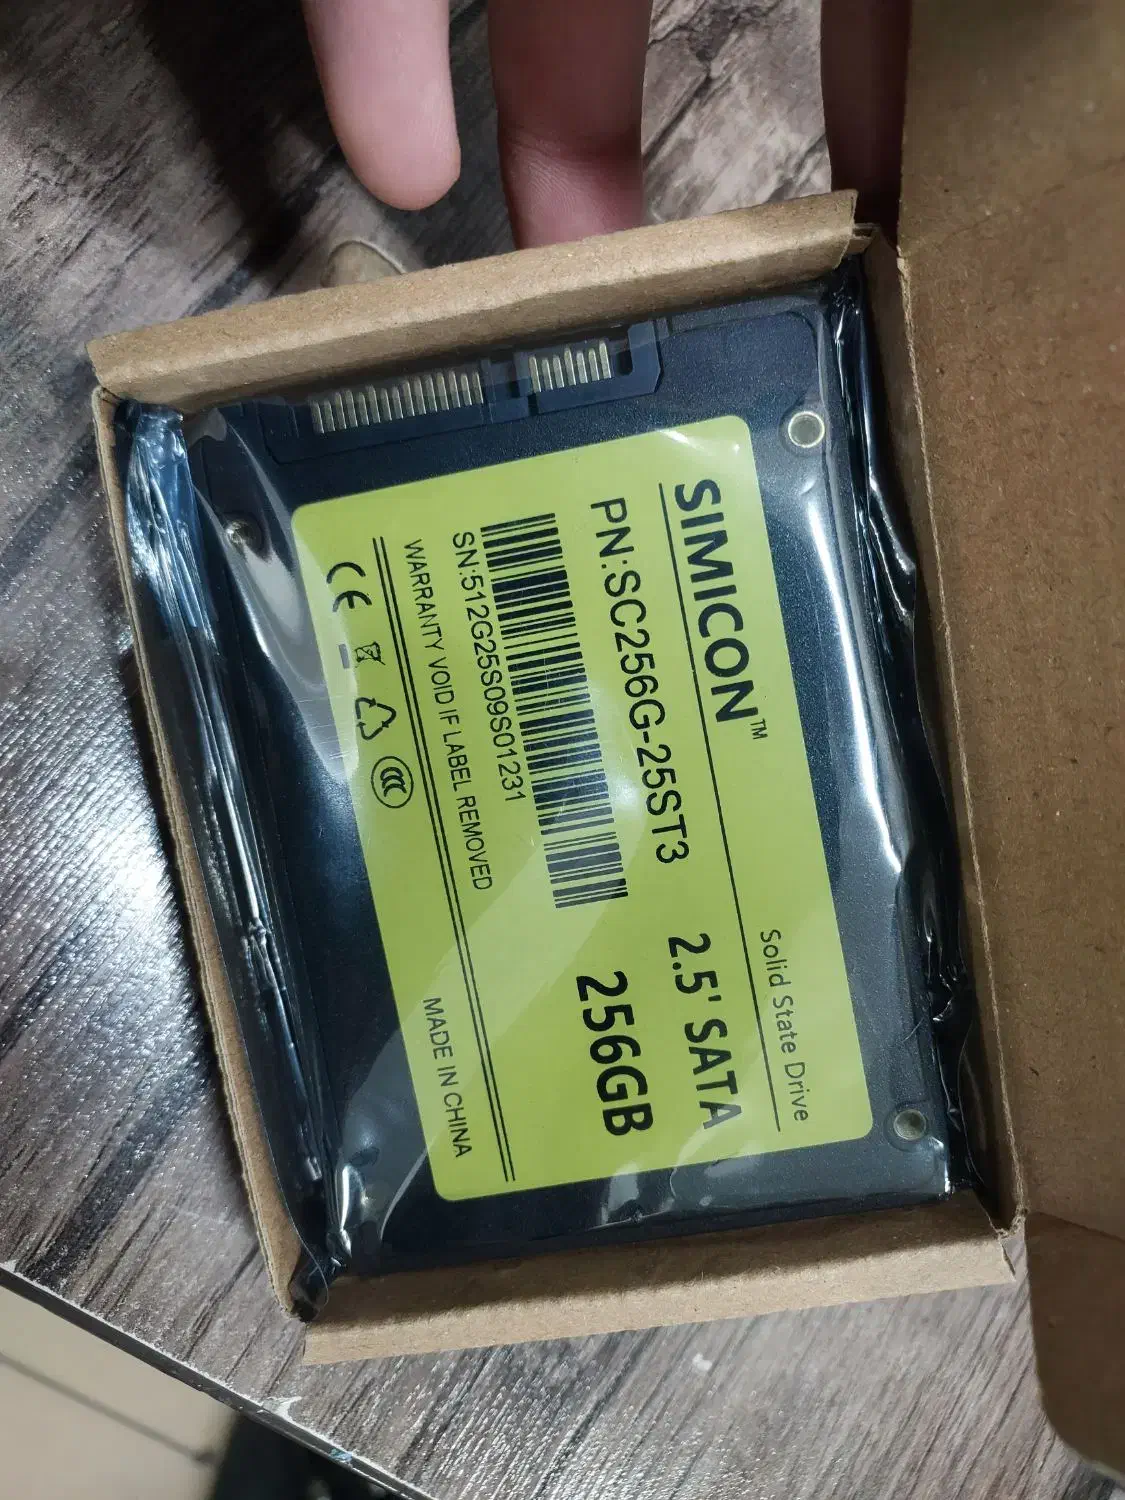 SIMICON™
Solid State Drive
PN:SC256G-25ST3
2.5' SATA
256GB
SN:512G25S09S01231
WARRANTY VOID IF LABEL REMOVED
CE
CCC
MADE IN CHINA